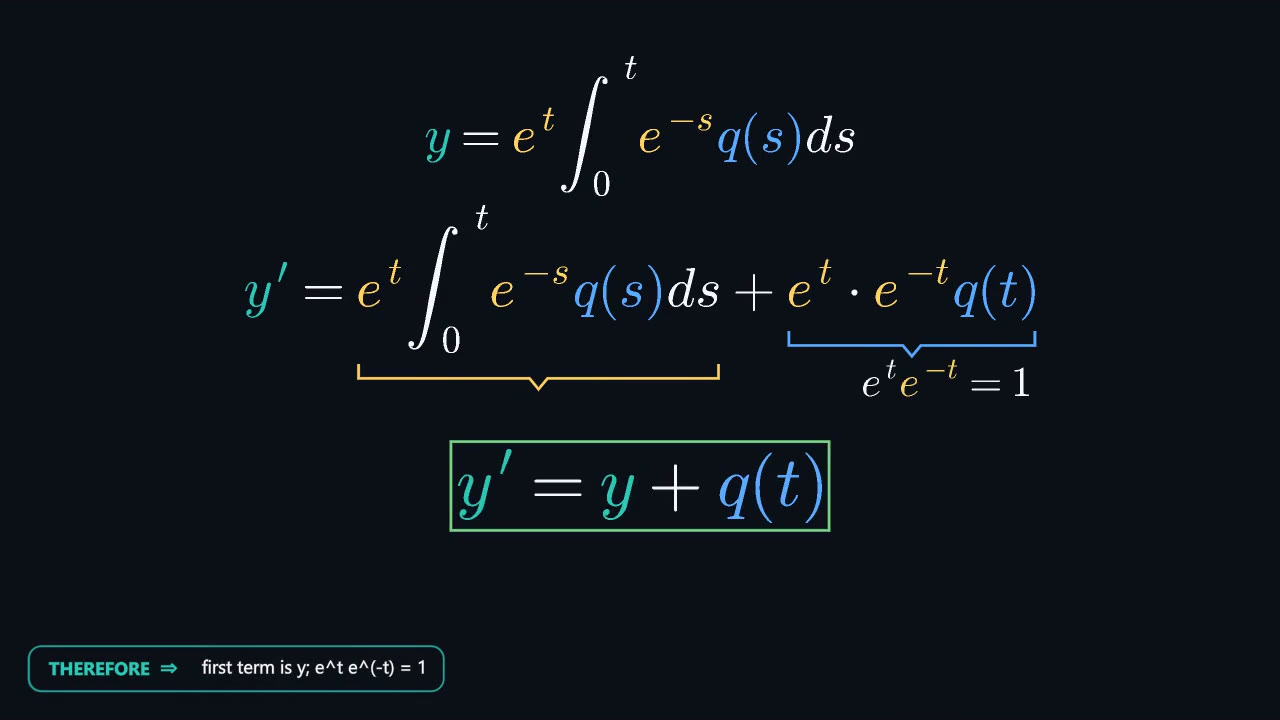 y = e^t ∫_0^t e^{-s} q(s) ds
y' = e^t ∫_0^t e^{-s} q(s) ds + e^t · e^{-t} q(t)
e^t e^{-t} = 1
y' = y + q(t)
THEREFORE ⇒ first term is y; e^t e^(-t) = 1